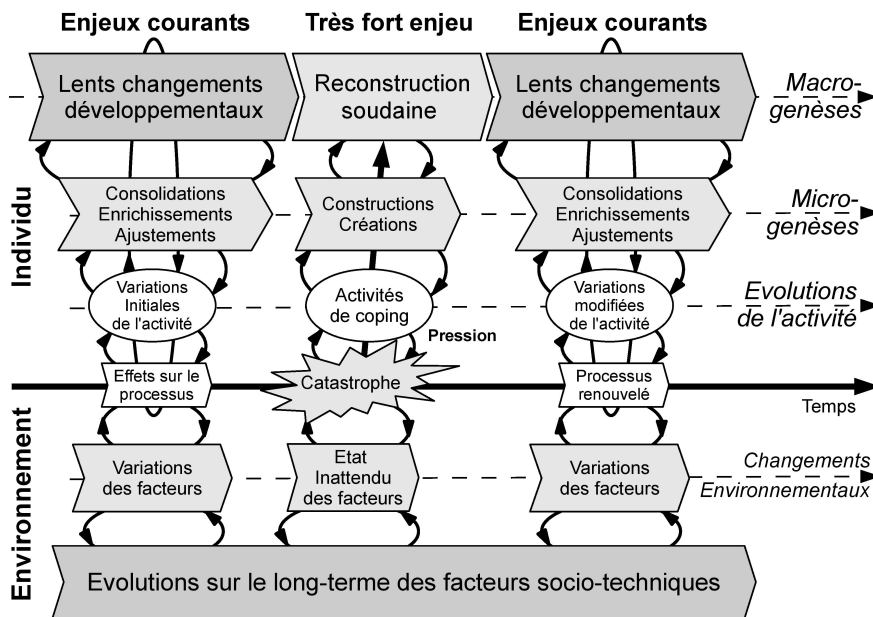 Enjeux courants
Très fort enjeu
Enjeux courants
Lents changements
développementaux
Reconstruction
soudaine
Lents changements
développementaux
Macro-
genèses
Individu
Consolidations
Enrichissements
Ajustements
Constructions
Créations
Consolidations
Enrichissements
Ajustements
Micro-
genèses
Variations
Initiales
de l'activité
Activités
de coping
Variations
modifiées
de l'activité
Evolutions
de l'activité
Pression
Effets sur le
processus
Catastrophe
Processus
renouvelé
Temps
Environnement
Variations
des facteurs
Etat
Inattendu
des facteurs
Variations
des facteurs
Changements
Environnementaux
Evolutions sur le long-terme des facteurs socio-techniques